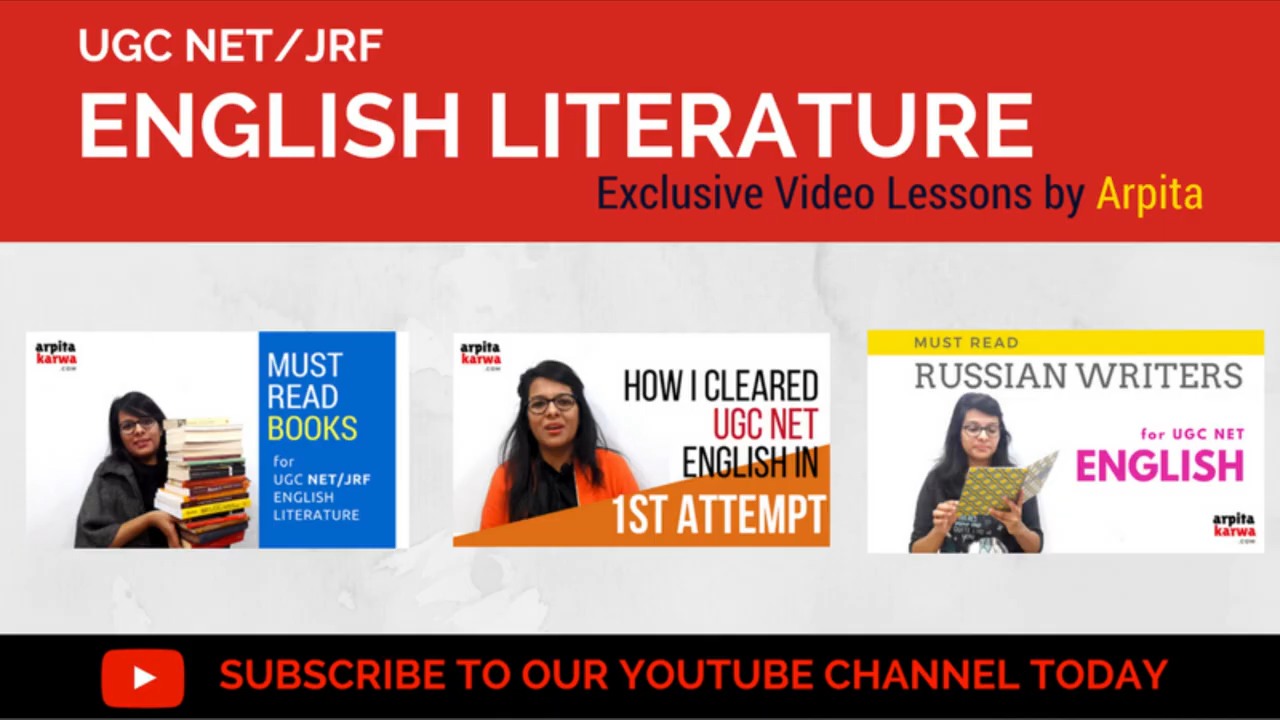 UGC NET/JRF
ENGLISH LITERATURE
Exclusive Video Lessons by Arpita
arpita
karwa
.COM
MUST
READ
BOOKS
for
UGC NET/JRF
ENGLISH
LITERATURE
arpita
karwa
.COM
HOW I CLEARED
UGC NET
ENGLISH IN
1ST ATTEMPT
MUST READ
RUSSIAN WRITERS
for UGC NET
ENGLISH
arpita
karwa
.COM
SUBSCRIBE TO OUR YOUTUBE CHANNEL TODAY